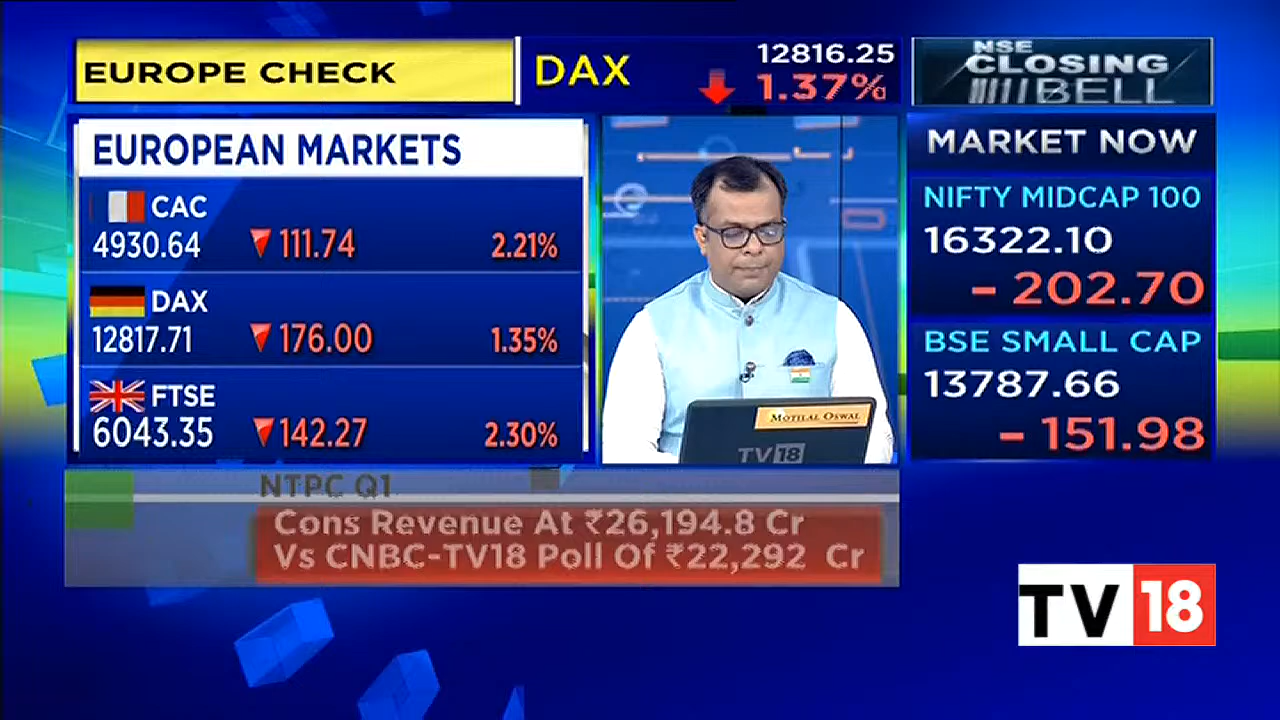 EUROPE CHECK
DAX
12816.25
1.37%
NSE
CLOSING
BELL
EUROPEAN MARKETS
CAC
4930.64 111.74 2.21%
DAX
12817.71 176.00 1.35%
FTSE
6043.35 142.27 2.30%
MOTILAL OSWAL
TV18
MARKET NOW
NIFTY MIDCAP 100
16322.10
- 202.70
BSE SMALL CAP
13787.66
- 151.98
NTPC Q1
Cons Revenue At ₹26,194.8 Cr
Vs CNBC-TV18 Poll Of ₹22,292 Cr
TV18